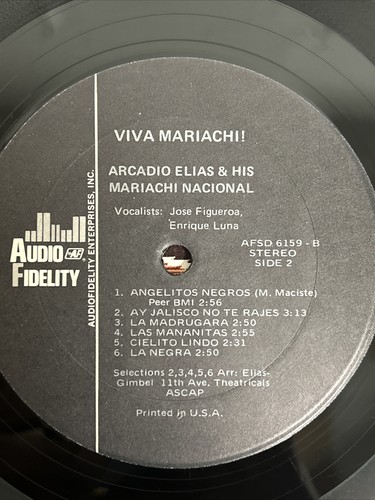 VIVA MARIACHI!
ARCADIO ELIAS & HIS
MARIACHI NACIONAL
Vocalists: Jose Figueroa,
Enrique Luna
AFSD 6159 - B
STEREO
SIDE 2
AUDIO AF
FIDELITY
AUDIOFIDELITY ENTERPRISES, INC.
1. ANGELITOS NEGROS (M. Maciste)
Peer BMI 2:56
2. AY JALISCO NO TE RAJES 3:13
3. LA MADRUGARA 2:50
4. LAS MANANITAS 2:55
5. CIELITO LINDO 2:31
6. LA NEGRA 2:50
Selections 2,3,4,5,6 Arr: Elias-
Gimbel 11th Ave, Theatricals
ASCAP
Printed in U.S.A.